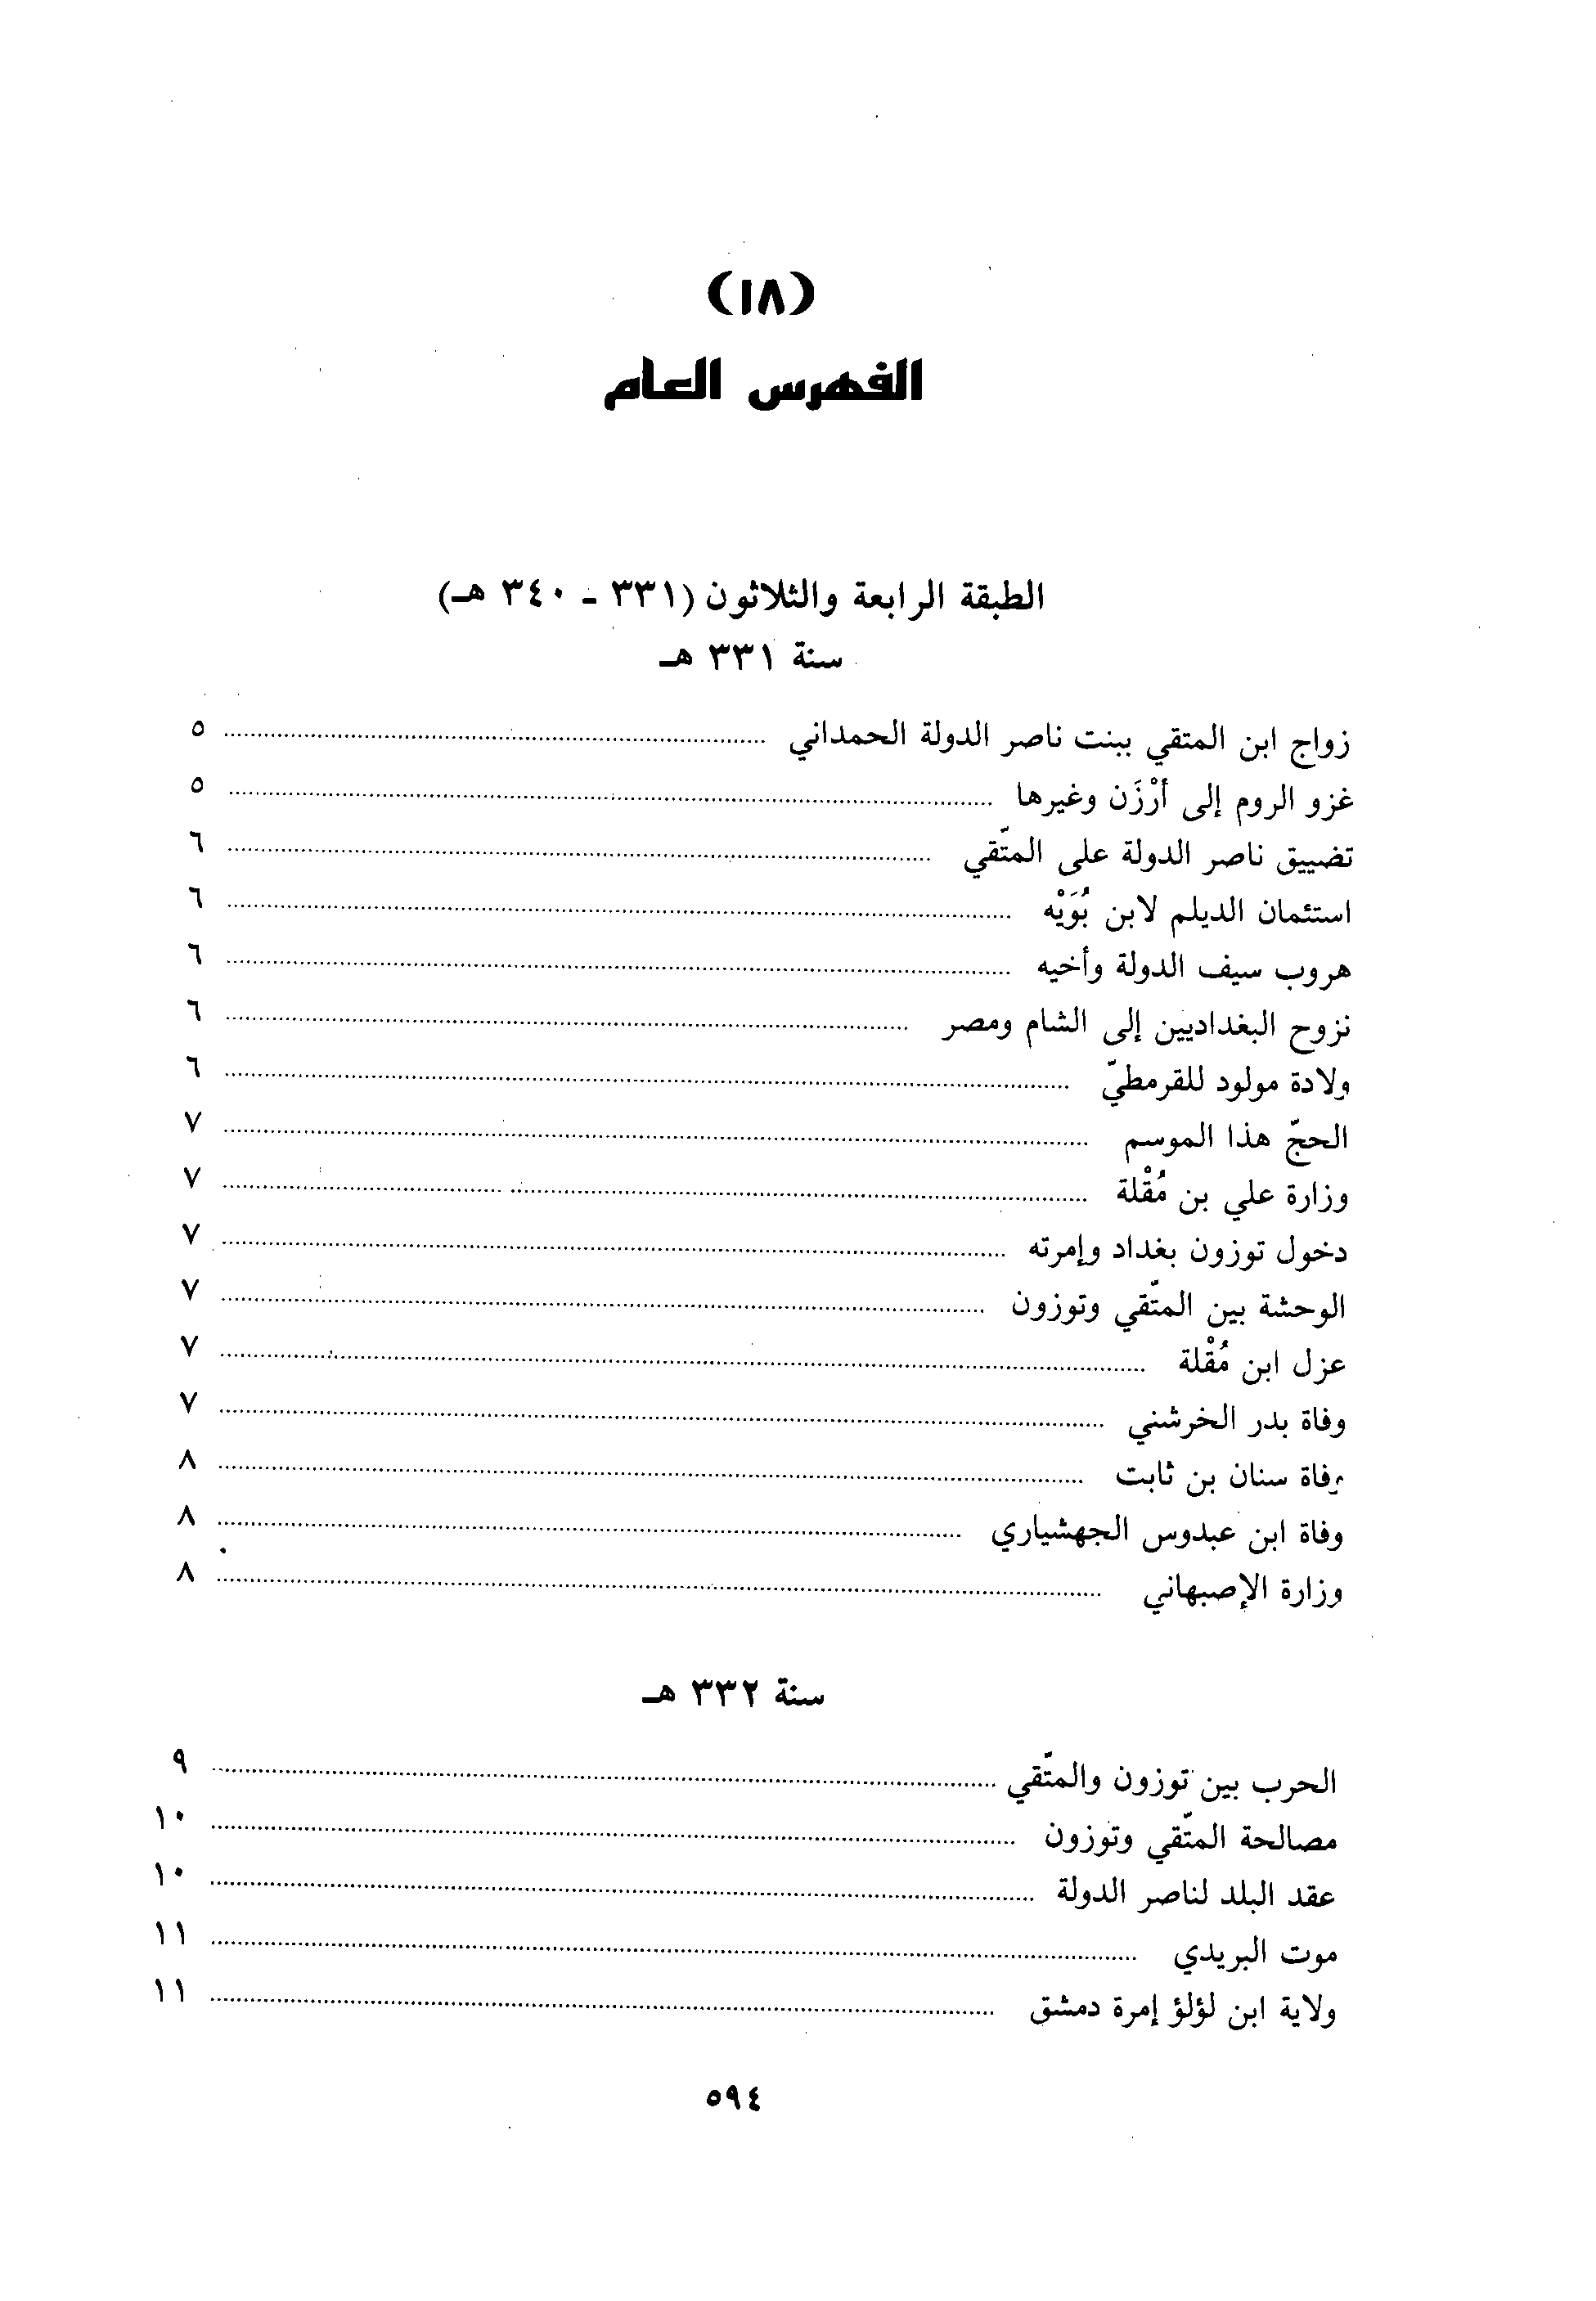 (١٨)
الفهرس العام
الطبقة الرابعة والثلاثون (٣٣١ - ٣٤٠ هـ)
سنة ٣٣١ هـ
زواج ابن المتقي ببنت ناصر الدولة الحمداني ........ ٥
غزو الروم إلى أرْزَن وغيرها ........ ٥
تضييق ناصر الدولة على المتّقي ........ ٦
استئمان الديلم لابن بُوَيْه ........ ٦
هروب سيف الدولة وأخيه ........ ٦
نزوح البغداديين إلى الشام ومصر ........ ٦
ولادة مولود للقرمطيّ ........ ٦
الحجّ هذا الموسم ........ ٧
وزارة علي بن مُقْلة ........ ٧
دخول توزون بغداد وإمرته ........ ٧
الوحشة بين المتّقي وتوزون ........ ٧
عزل ابن مُقْلة ........ ٧
وفاة بدر الخرشني ........ ٧
وفاة سنان بن ثابت ........ ٨
وفاة ابن عبدوس الجهشياري ........ ٨
وزارة الإصبهاني ........ ٨
سنة ٣٣٢ هـ
الحرب بين توزون والمتّقي ........ ٩
مصالحة المتّقي وتوزون ........ ١٠
عقد البلد لناصر الدولة ........ ١٠
موت البريدي ........ ١١
ولاية ابن لؤلؤ إمرة دمشق ........ ١١
٥٩٤